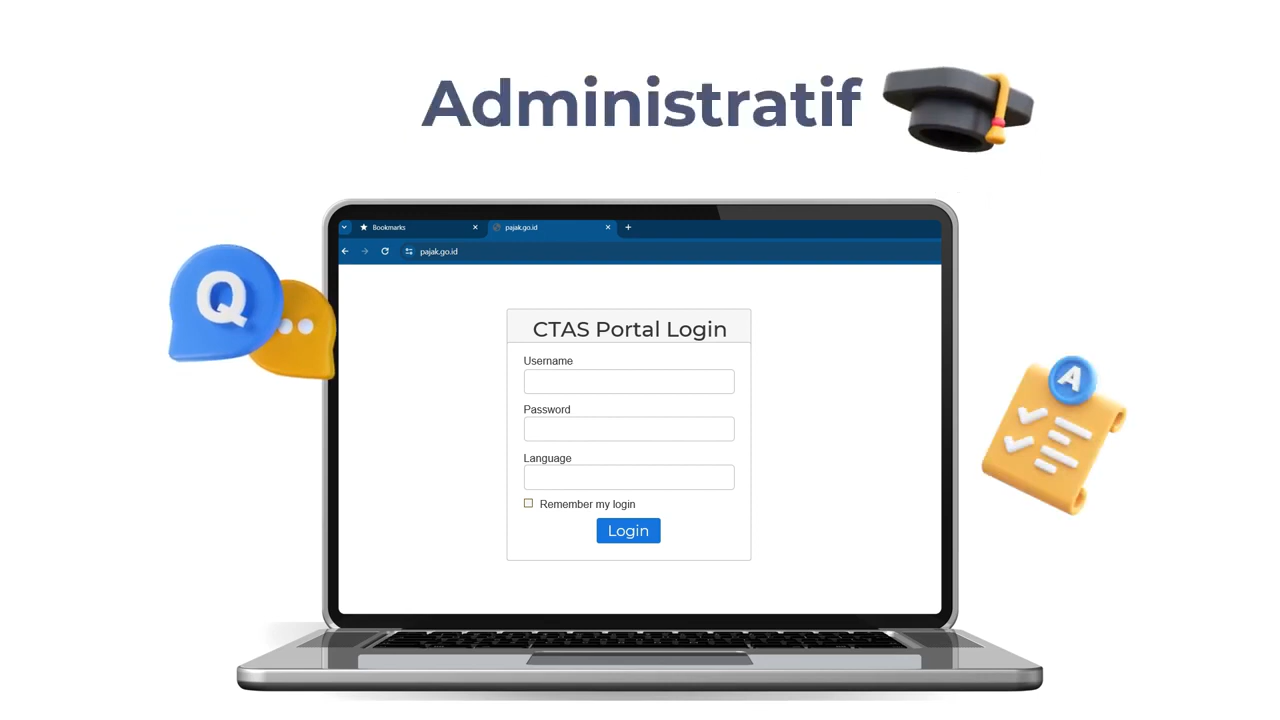 Administratif
Bookmarks
pajak.go.id
pajak.go.id
Q
CTAS Portal Login
Username
Password
A
Language
Remember my login
Login